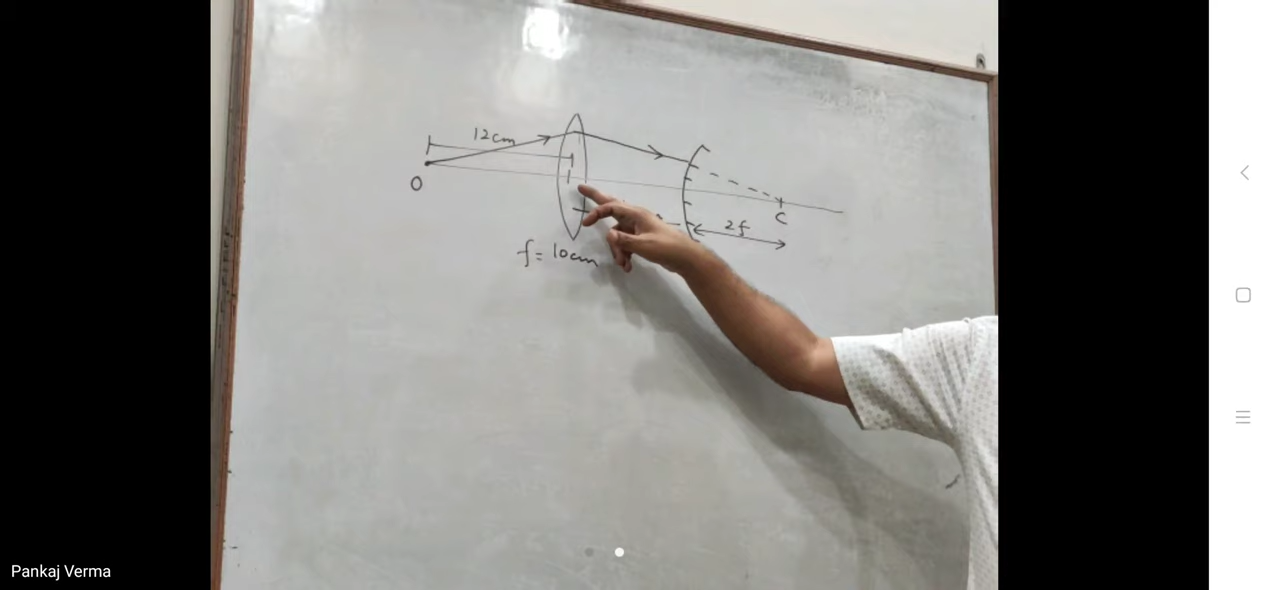 12cm
O
C
2f
f = 10cm
Pankaj Verma